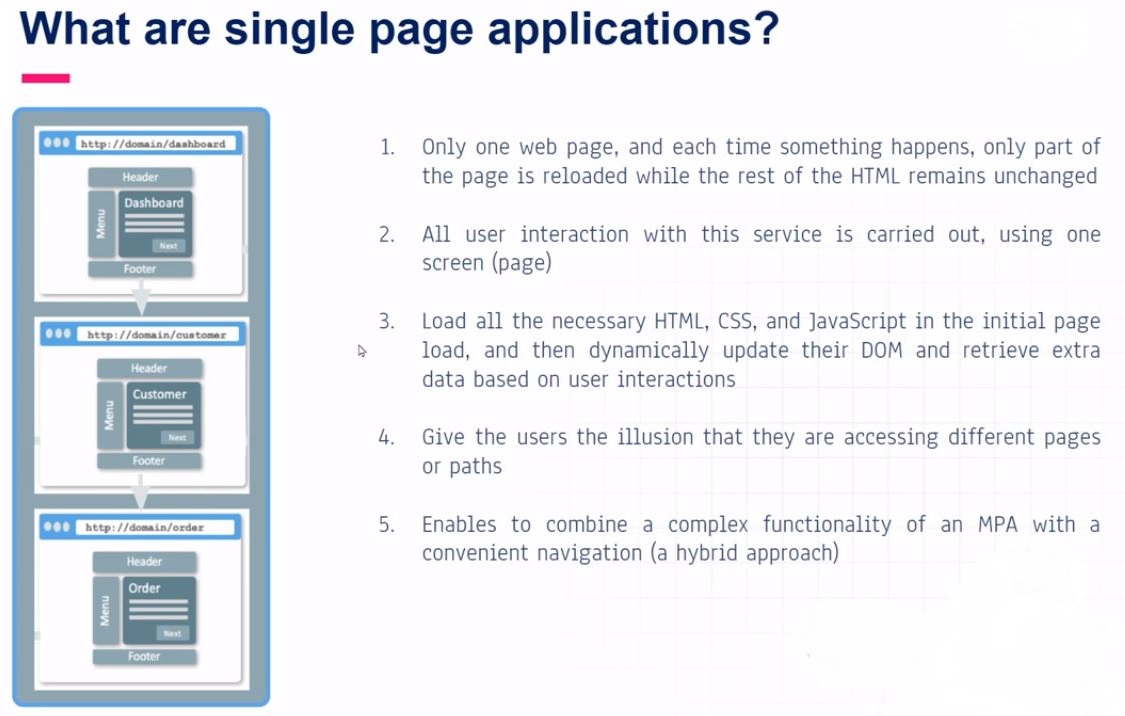 What are single page applications?
http://domain/dashboard
Header
Menu
Dashboard
Next
Footer
http://domain/customer
Header
Menu
Customer
Next
Footer
http://domain/order
Header
Menu
Order
Next
Footer
1. Only one web page, and each time something happens, only part of
the page is reloaded while the rest of the HTML remains unchanged
2. All user interaction with this service is carried out, using one
screen (page)
3. Load all the necessary HTML, CSS, and JavaScript in the initial page
load, and then dynamically update their DOM and retrieve extra
data based on user interactions
4. Give the users the illusion that they are accessing different pages
or paths
5. Enables to combine a complex functionality of an MPA with a
convenient navigation (a hybrid approach)